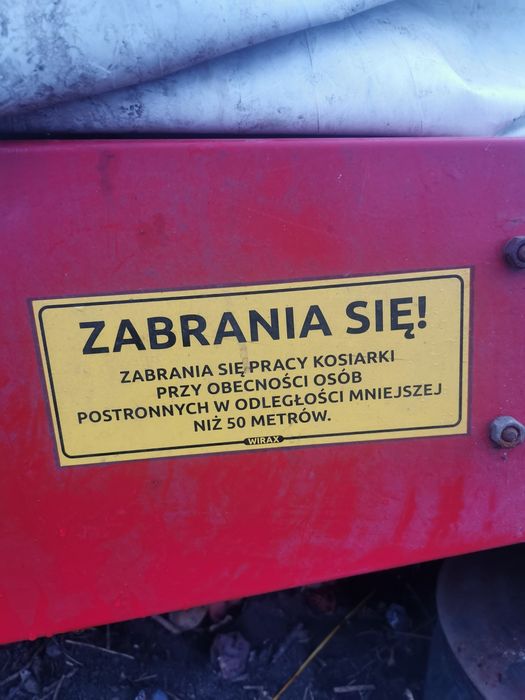 ZABRANIA SIĘ!
ZABRANIA SIĘ PRACY KOSIARKI
PRZY OBECNOŚCI OSÓB
POSTRONNYCH W ODLEGŁOŚCI MNIEJSZEJ
NIŻ 50 METRÓW.
WIRAX